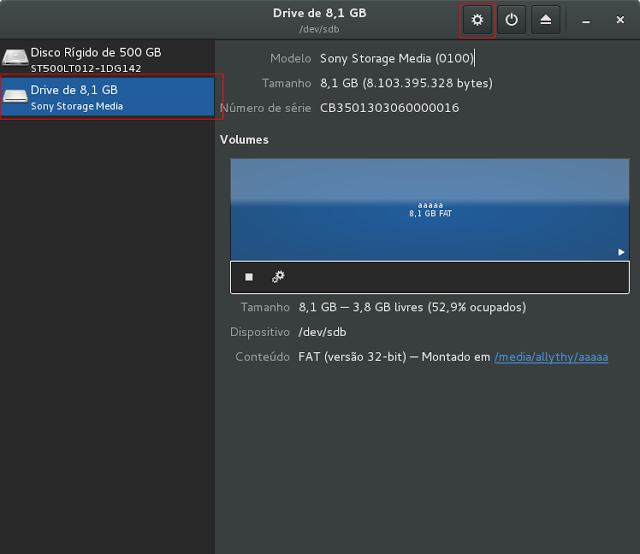 Drive de 8,1 GB
/dev/sdb
Disco Rígido de 500 GB
ST500LT012-1DG142
Drive de 8,1 GB
Sony Storage Media
Modelo Sony Storage Media (0100)
Tamanho 8,1 GB (8.103.395.328 bytes)
Número de série CB3501303060000016
Volumes
aaaaa
8,1 GB FAT
Tamanho 8,1 GB — 3,8 GB livres (52,9% ocupados)
Dispositivo /dev/sdb
Conteúdo FAT (versão 32-bit) — Montado em /media/allythy/aaaaa